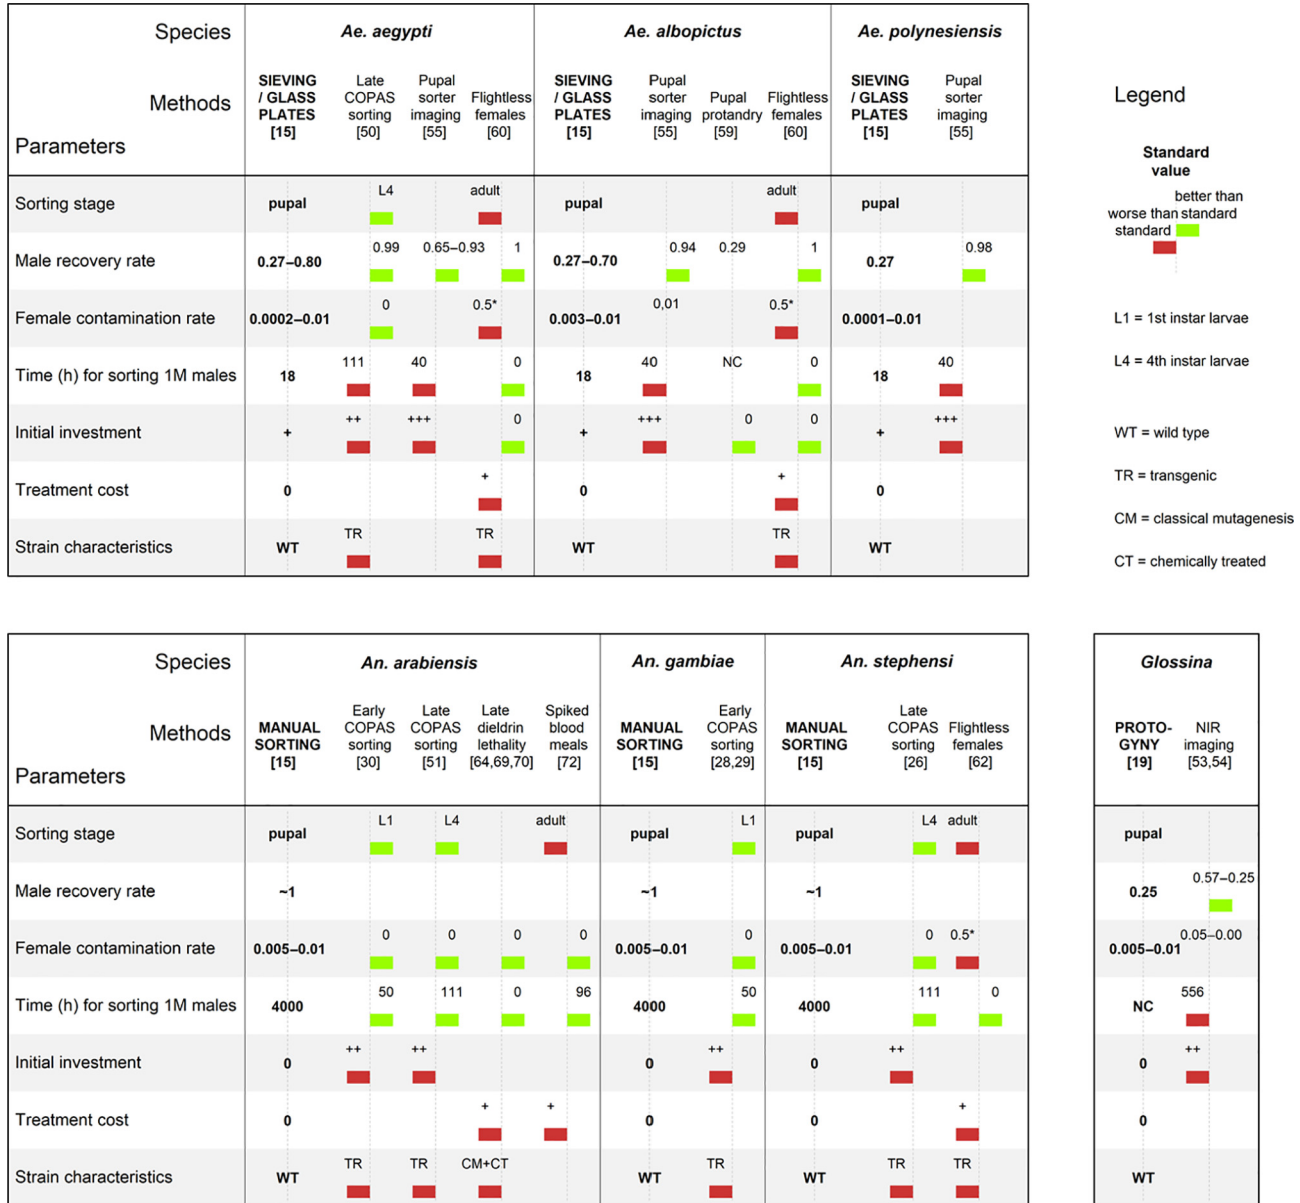 Species Ae. aegypti Ae. albopictus Ae. polynesiensis
Methods
SIEVING / GLASS PLATES [15]
Late COPAS sorting [50]
Pupal sorter imaging [55]
Flightless females [60]
SIEVING / GLASS PLATES [15]
Pupal sorter imaging [55]
Pupal protandry [59]
Flightless females [60]
SIEVING / GLASS PLATES [15]
Pupal sorter imaging [55]
Parameters
Sorting stage pupal L4 adult pupal adult pupal
Male recovery rate 0.27–0.80 0.99 0.65–0.93 1 0.27–0.70 0.94 0.29 1 0.27 0.98
Female contamination rate 0.0002–0.01 0 0.5* 0.003–0.01 0,01 0.5* 0.0001–0.01
Time (h) for sorting 1M males 18 111 40 0 18 40 NC 0 18 40
Initial investment + ++ +++ 0 + +++ 0 0 + +++
Treatment cost 0 + 0 + 0
Strain characteristics WT TR TR WT TR WT
Legend
Standard
value
better than
standard
worse than
standard
L1 = 1st instar larvae
L4 = 4th instar larvae
WT = wild type
TR = transgenic
CM = classical mutagenesis
CT = chemically treated
Species An. arabiensis An. gambiae An. stephensi Glossina
Methods
MANUAL SORTING [15]
Early COPAS sorting [30]
Late COPAS sorting [51]
Late dieldrin lethality [64,69,70]
Spiked blood meals [72]
MANUAL SORTING [15]
Early COPAS sorting [28,29]
MANUAL SORTING [15]
Late COPAS sorting [26]
Flightless females [62]
PROTO-GYNY [19]
NIR imaging [53,54]
Parameters
Sorting stage pupal L1 L4 adult pupal L1 pupal L4 adult pupal
Male recovery rate ~1 ~1 ~1 0.25 0.57–0.25
Female contamination rate 0.005–0.01 0 0 0 0 0.005–0.01 0 0.005–0.01 0 0.5* 0.005–0.01 0.05–0.00
Time (h) for sorting 1M males 4000 50 111 0 96 4000 50 4000 111 0 NC 556
Initial investment 0 ++ ++ 0 ++ 0 ++ 0 ++
Treatment cost 0 + + 0 0 + 0
Strain characteristics WT TR TR CM+CT WT TR WT TR TR WT